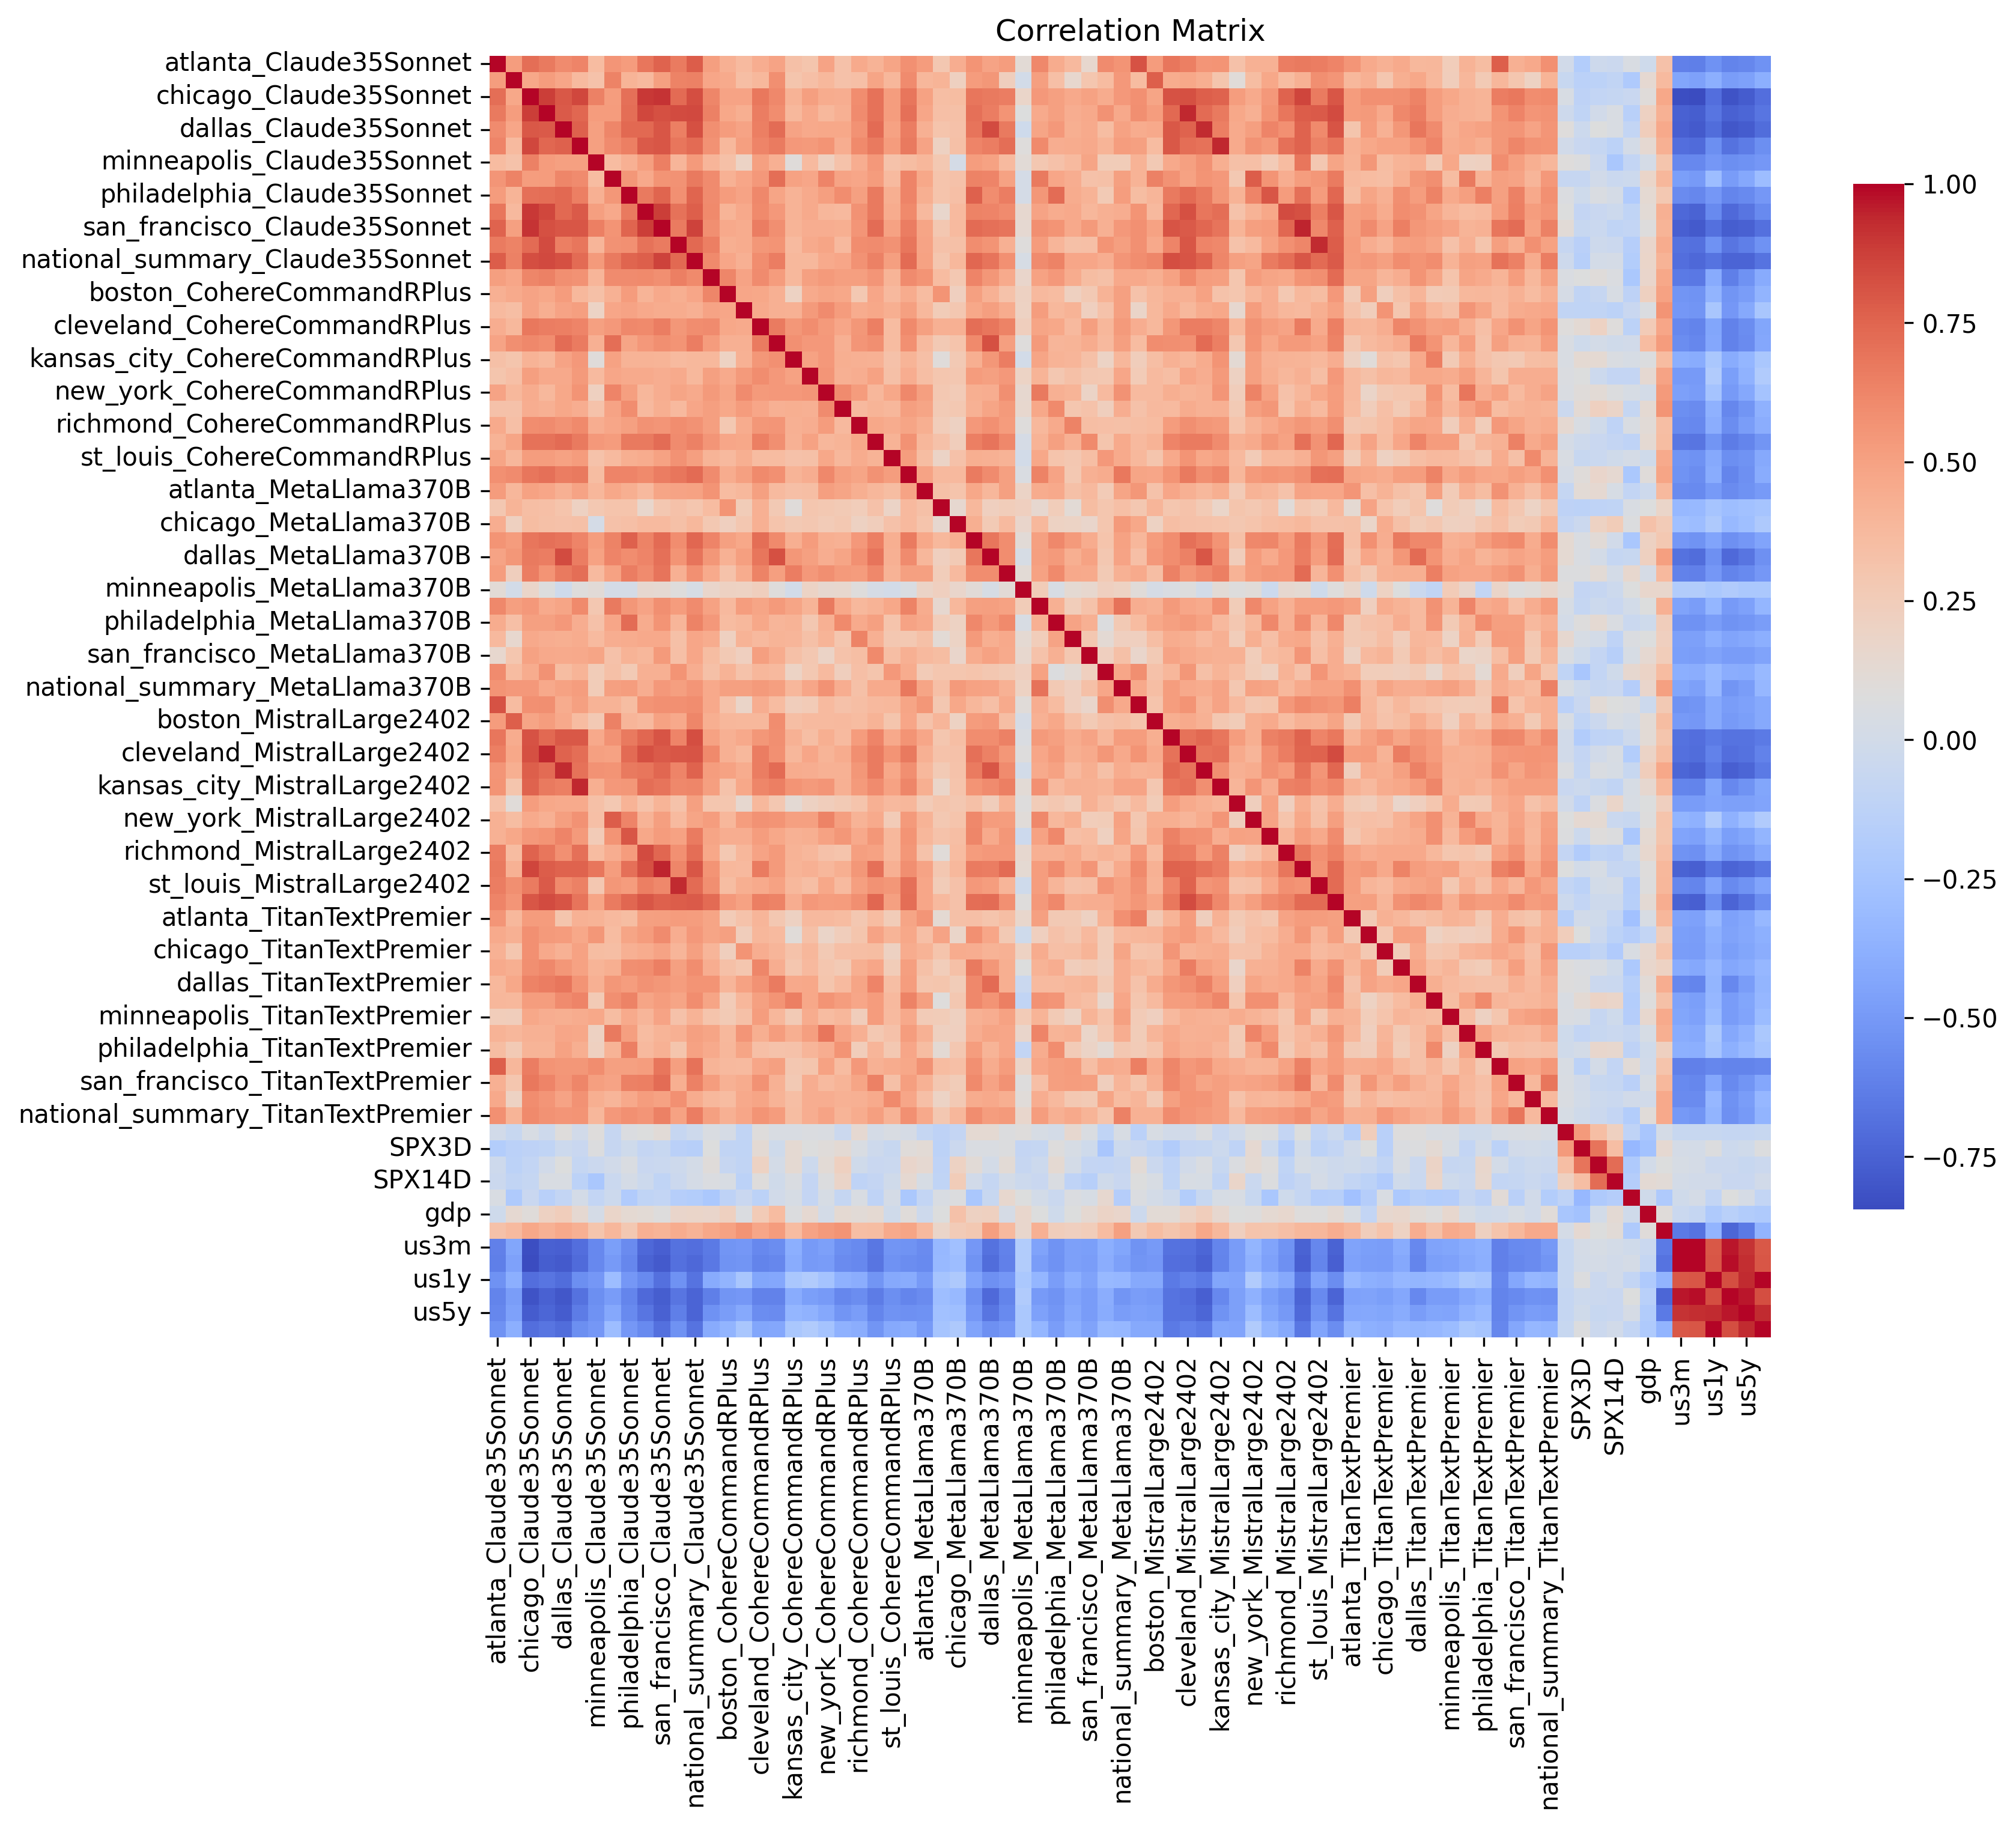 Correlation Matrix
atlanta_Claude35Sonnet
chicago_Claude35Sonnet
dallas_Claude35Sonnet
minneapolis_Claude35Sonnet
philadelphia_Claude35Sonnet
san_francisco_Claude35Sonnet
national_summary_Claude35Sonnet
boston_CohereCommandRPlus
cleveland_CohereCommandRPlus
kansas_city_CohereCommandRPlus
new_york_CohereCommandRPlus
richmond_CohereCommandRPlus
st_louis_CohereCommandRPlus
atlanta_MetaLlama370B
chicago_MetaLlama370B
dallas_MetaLlama370B
minneapolis_MetaLlama370B
philadelphia_MetaLlama370B
san_francisco_MetaLlama370B
national_summary_MetaLlama370B
boston_MistralLarge2402
cleveland_MistralLarge2402
kansas_city_MistralLarge2402
new_york_MistralLarge2402
richmond_MistralLarge2402
st_louis_MistralLarge2402
atlanta_TitanTextPremier
chicago_TitanTextPremier
dallas_TitanTextPremier
minneapolis_TitanTextPremier
philadelphia_TitanTextPremier
san_francisco_TitanTextPremier
national_summary_TitanTextPremier
SPX3D
SPX14D
gdp
us3m
us1y
us5y
atlanta_Claude35Sonnet
chicago_Claude35Sonnet
dallas_Claude35Sonnet
minneapolis_Claude35Sonnet
philadelphia_Claude35Sonnet
san_francisco_Claude35Sonnet
national_summary_Claude35Sonnet
boston_CohereCommandRPlus
cleveland_CohereCommandRPlus
kansas_city_CohereCommandRPlus
new_york_CohereCommandRPlus
richmond_CohereCommandRPlus
st_louis_CohereCommandRPlus
atlanta_MetaLlama370B
chicago_MetaLlama370B
dallas_MetaLlama370B
minneapolis_MetaLlama370B
philadelphia_MetaLlama370B
san_francisco_MetaLlama370B
national_summary_MetaLlama370B
boston_MistralLarge2402
cleveland_MistralLarge2402
kansas_city_MistralLarge2402
new_york_MistralLarge2402
richmond_MistralLarge2402
st_louis_MistralLarge2402
atlanta_TitanTextPremier
chicago_TitanTextPremier
dallas_TitanTextPremier
minneapolis_TitanTextPremier
philadelphia_TitanTextPremier
san_francisco_TitanTextPremier
national_summary_TitanTextPremier
SPX3D
SPX14D
gdp
us3m
us1y
us5y
1.00
0.75
0.50
0.25
0.00
−0.25
−0.50
−0.75